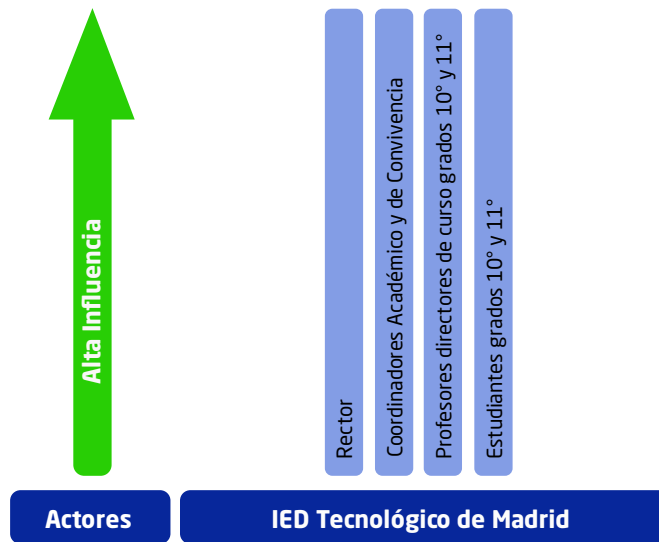 Alta Influencia
Rector
Coordinadores Académico y de Convivencia
Profesores directores de curso grados 10° y 11°
Estudiantes grados 10° y 11°
Actores
IED Tecnológico de Madrid